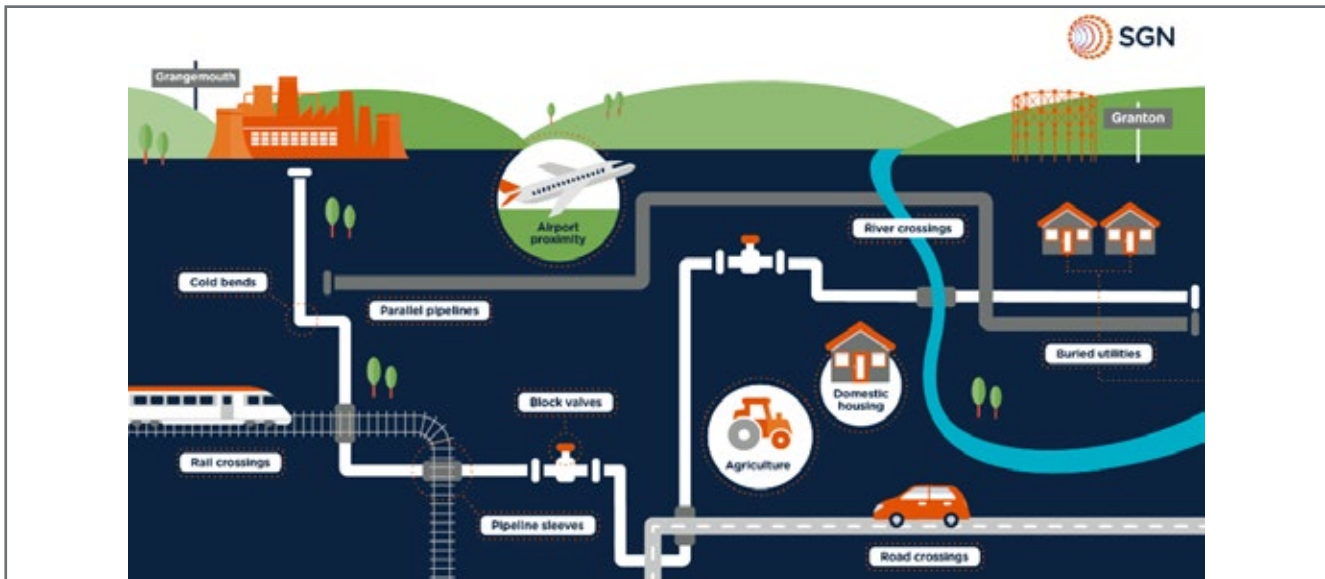 SGN
Grangemouth
Granton
Airport
proximity
River crossings
Cold bends
Parallel pipelines
Buried utilities
Block valves
Domestic
housing
Agriculture
Rail crossings
Pipeline sleeves
Road crossings